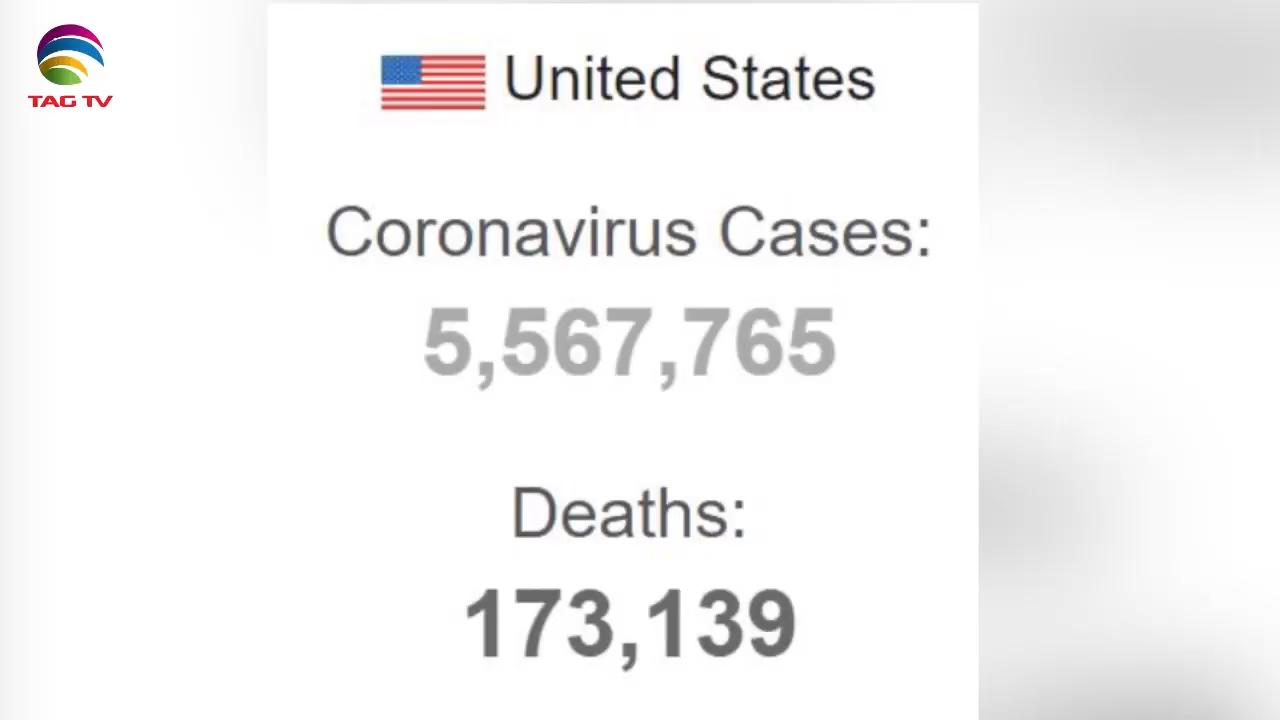 TAG TV
United States
Coronavirus Cases:
5,567,765
Deaths:
173,139